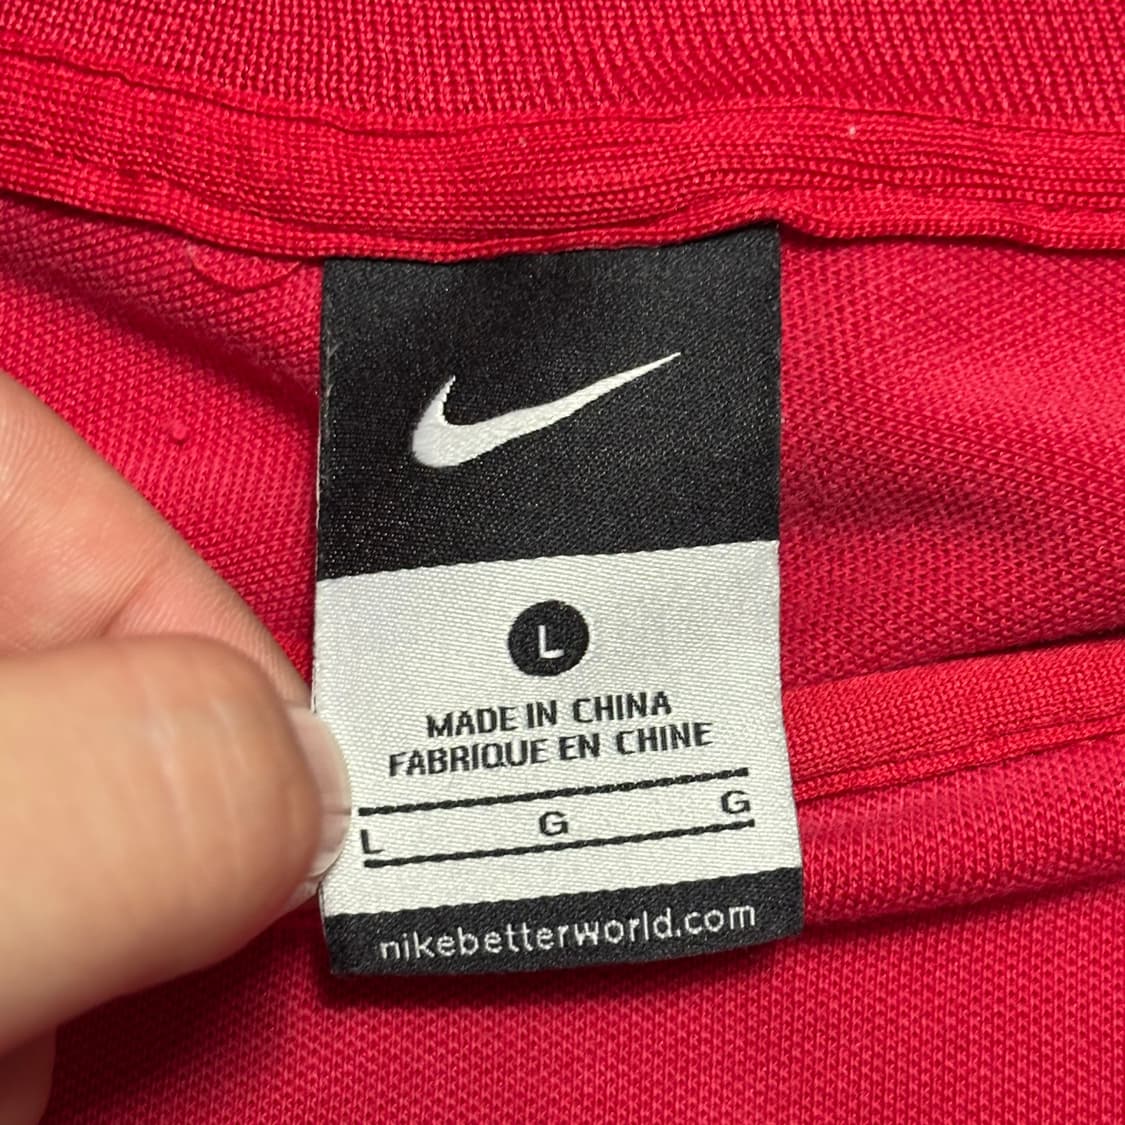 L
MADE IN CHINA
FABRIQUE EN CHINE
L G G
nikebetterworld.com